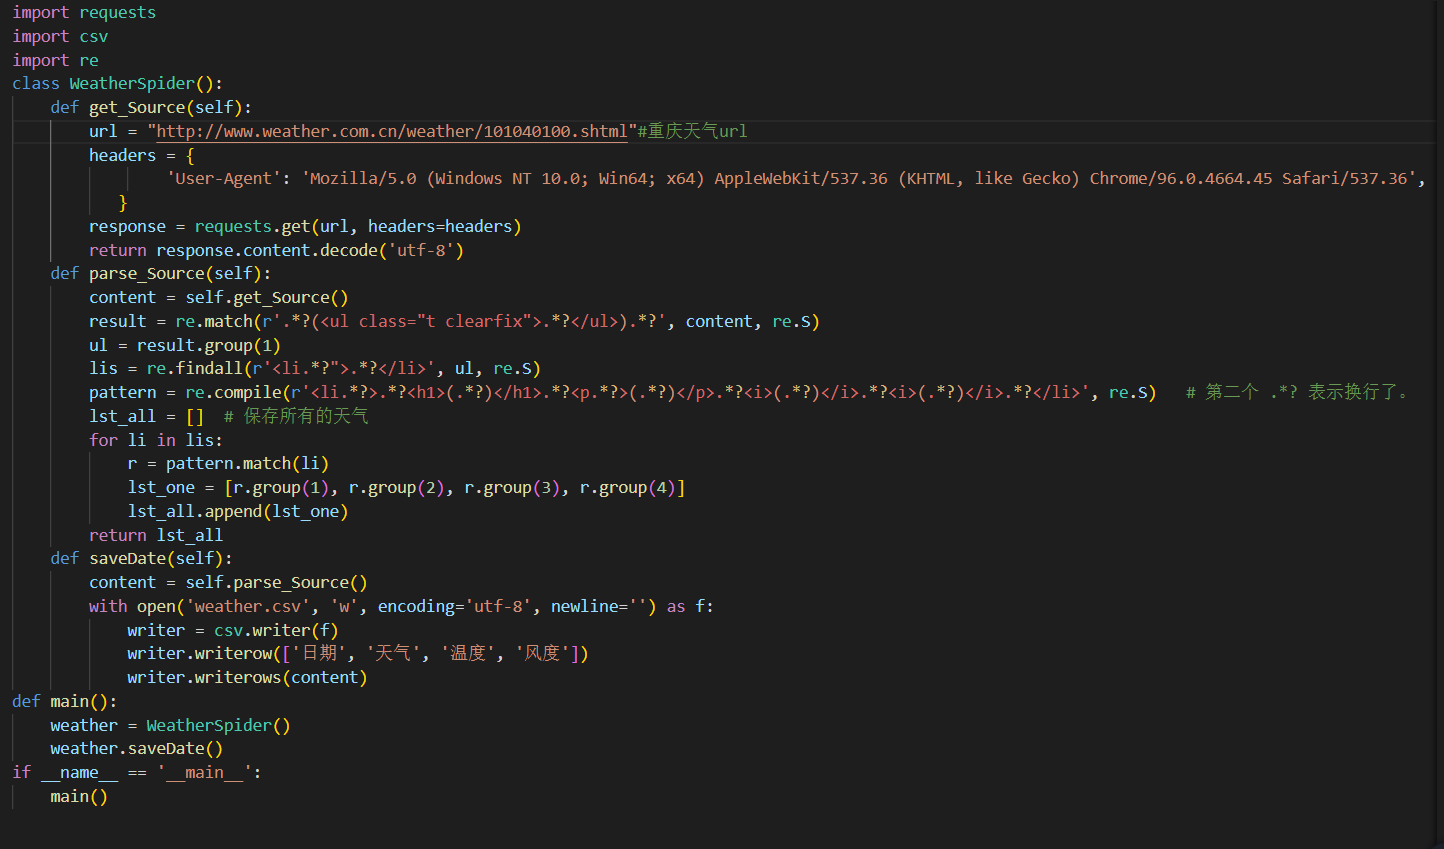 import requests
import csv
import re
class WeatherSpider():
    def get_Source(self):
        url = "http://www.weather.com.cn/weather/101040100.shtml"#重庆天气url
        headers = {
                'User-Agent': 'Mozilla/5.0 (Windows NT 10.0; Win64; x64) AppleWebKit/537.36 (KHTML, like Gecko) Chrome/96.0.4664.45 Safari/537.36',
           }
        response = requests.get(url, headers=headers)
        return response.content.decode('utf-8')
    def parse_Source(self):
        content = self.get_Source()
        result = re.match(r'.*?(<ul class="t clearfix">.*?</ul>).*?', content, re.S)
        ul = result.group(1)
        lis = re.findall(r'<li.*?">.*?</li>', ul, re.S)
        pattern = re.compile(r'<li.*?>.*?<h1>(.*?)</h1>.*?<p.*?>(.*?)</p>.*?<i>(.*?)</i>.*?<i>(.*?)</i>.*?</li>', re.S)   # 第二个 .*? 表示换行了。
        lst_all = []  # 保存所有的天气
        for li in lis:
            r = pattern.match(li)
            lst_one = [r.group(1), r.group(2), r.group(3), r.group(4)]
            lst_all.append(lst_one)
        return lst_all
    def saveDate(self):
        content = self.parse_Source()
        with open('weather.csv', 'w', encoding='utf-8', newline='') as f:
            writer = csv.writer(f)
            writer.writerow(['日期', '天气', '温度', '风度'])
            writer.writerows(content)
def main():
    weather = WeatherSpider()
    weather.saveDate()
if __name__ == '__main__':
    main()